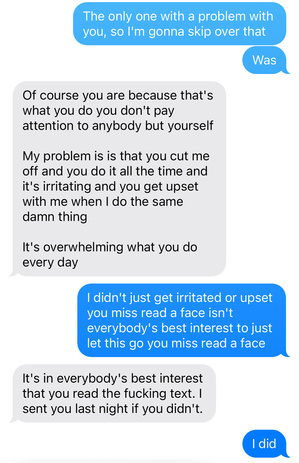 The only one with a problem with
you, so I'm gonna skip over that
Was
Of course you are because that's
what you do you don't pay
attention to anybody but yourself
My problem is is that you cut me
off and you do it all the time and
it's irritating and you get upset
with me when I do the same
damn thing
It's overwhelming what you do
every day
I didn't just get irritated or upset
you miss read a face isn't
everybody's best interest to just
let this go you miss read a face
It's in everybody's best interest
that you read the fucking text. I
sent you last night if you didn't.
I did